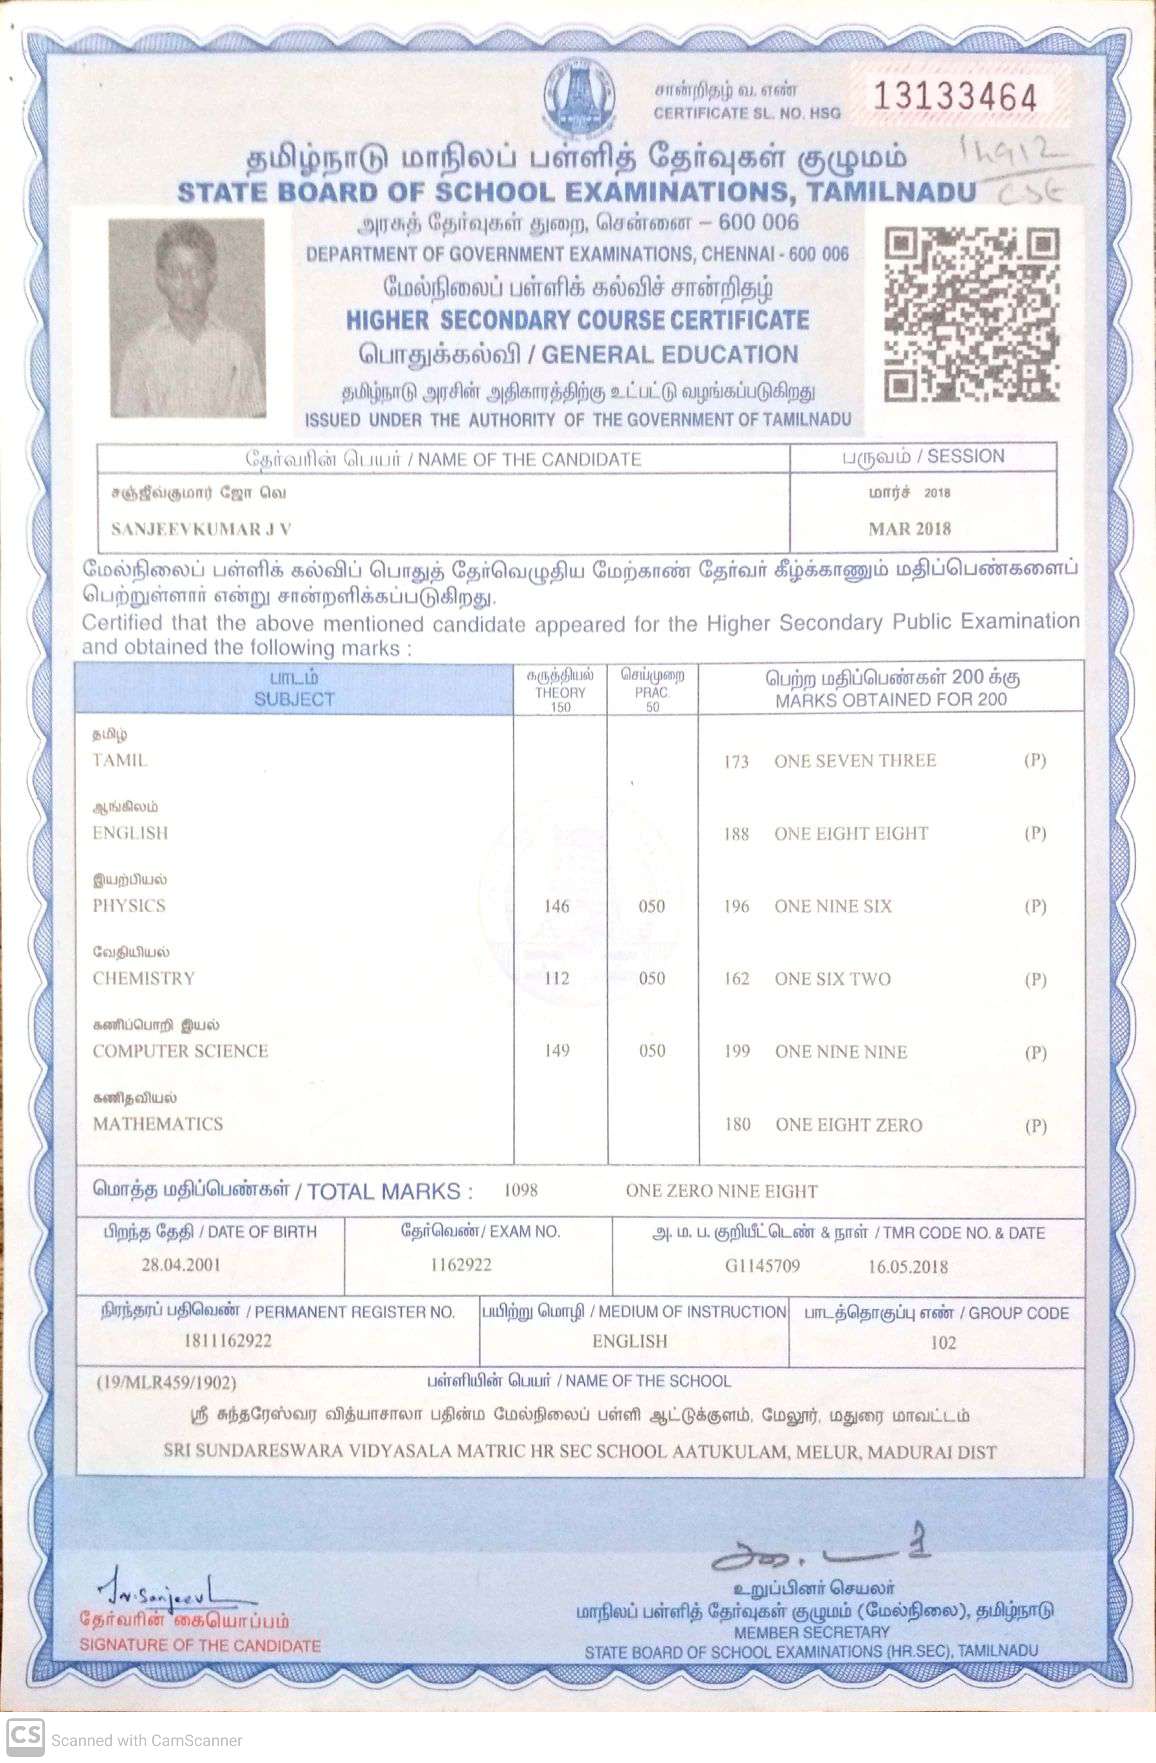 சான்றிதழ் வ. எண்
CERTIFICATE SL. NO. HSG
13133464
தமிழ்நாடு மாநிலப் பள்ளித் தேர்வுகள் குழுமம்
STATE BOARD OF SCHOOL EXAMINATIONS, TAMILNADU
CSE
அரசுத் தேர்வுகள் துறை, சென்னை – 600 006
DEPARTMENT OF GOVERNMENT EXAMINATIONS, CHENNAI - 600 006
மேல்நிலைப் பள்ளிக் கல்விச் சான்றிதழ்
HIGHER SECONDARY COURSE CERTIFICATE
பொதுக்கல்வி / GENERAL EDUCATION
தமிழ்நாடு அரசின் அதிகாரத்திற்கு உட்பட்டு வழங்கப்படுகிறது
ISSUED UNDER THE AUTHORITY OF THE GOVERNMENT OF TAMILNADU
தேர்வரின் பெயர் / NAME OF THE CANDIDATE பருவம் / SESSION
சஞ்ஜீவ்குமார் ஜோ வெ மார்ச் 2018
SANJEEVKUMAR J V MAR 2018
மேல்நிலைப் பள்ளிக் கல்விப் பொதுத் தேர்வெழுதிய மேற்காண் தேர்வர் கீழ்க்காணும் மதிப்பெண்களைப்
பெற்றுள்ளார் என்று சான்றளிக்கப்படுகிறது.
Certified that the above mentioned candidate appeared for the Higher Secondary Public Examination
and obtained the following marks :
பாடம் கருத்தியல் செய்முறை பெற்ற மதிப்பெண்கள் 200 க்கு
SUBJECT THEORY PRAC. MARKS OBTAINED FOR 200
150 50
தமிழ்
TAMIL 173 ONE SEVEN THREE (P)
ஆங்கிலம்
ENGLISH 188 ONE EIGHT EIGHT (P)
இயற்பியல்
PHYSICS 146 050 196 ONE NINE SIX (P)
வேதியியல்
CHEMISTRY 112 050 162 ONE SIX TWO (P)
கணிப்பொறி இயல்
COMPUTER SCIENCE 149 050 199 ONE NINE NINE (P)
கணிதவியல்
MATHEMATICS 180 ONE EIGHT ZERO (P)
மொத்த மதிப்பெண்கள் / TOTAL MARKS : 1098 ONE ZERO NINE EIGHT
பிறந்த தேதி / DATE OF BIRTH தேர்வெண் / EXAM NO. அ. ம. ப. குறியீட்டெண் & நாள் / TMR CODE NO. & DATE
28.04.2001 1162922 G1145709 16.05.2018
நிரந்தரப் பதிவெண் / PERMANENT REGISTER NO. பயிற்று மொழி / MEDIUM OF INSTRUCTION பாடத்தொகுப்பு எண் / GROUP CODE
1811162922 ENGLISH 102
(19/MLR459/1902) பள்ளியின் பெயர் / NAME OF THE SCHOOL
ஸ்ரீ சுந்தரேஸ்வர வித்யாசாலா பதின்ம மேல்நிலைப் பள்ளி ஆட்டுக்குளம், மேலூர், மதுரை மாவட்டம்
SRI SUNDARESWARA VIDYASALA MATRIC HR SEC SCHOOL AATUKULAM, MELUR, MADURAI DIST
J.V.Sanjeev
தேர்வரின் கையொப்பம்
SIGNATURE OF THE CANDIDATE
உறுப்பினர் செயலர்
மாநிலப் பள்ளித் தேர்வுகள் குழுமம் (மேல்நிலை), தமிழ்நாடு
MEMBER SECRETARY
STATE BOARD OF SCHOOL EXAMINATIONS (HR.SEC), TAMILNADU
CS Scanned with CamScanner